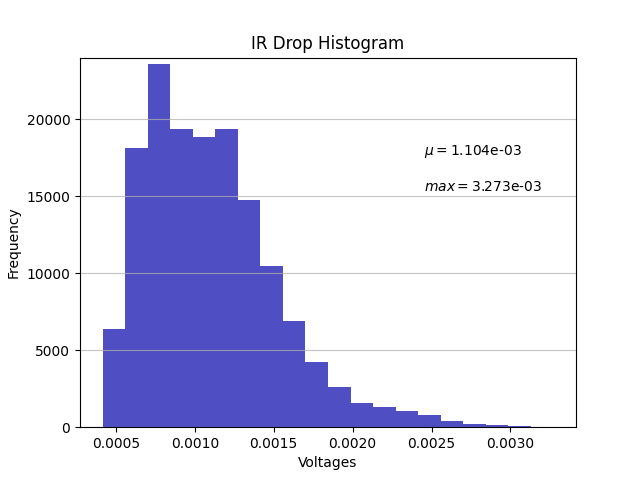 IR Drop Histogram
20000
15000
10000
5000
0
Frequency
μ = 1.104e-03
max = 3.273e-03
0.0005 0.0010 0.0015 0.0020 0.0025 0.0030
Voltages